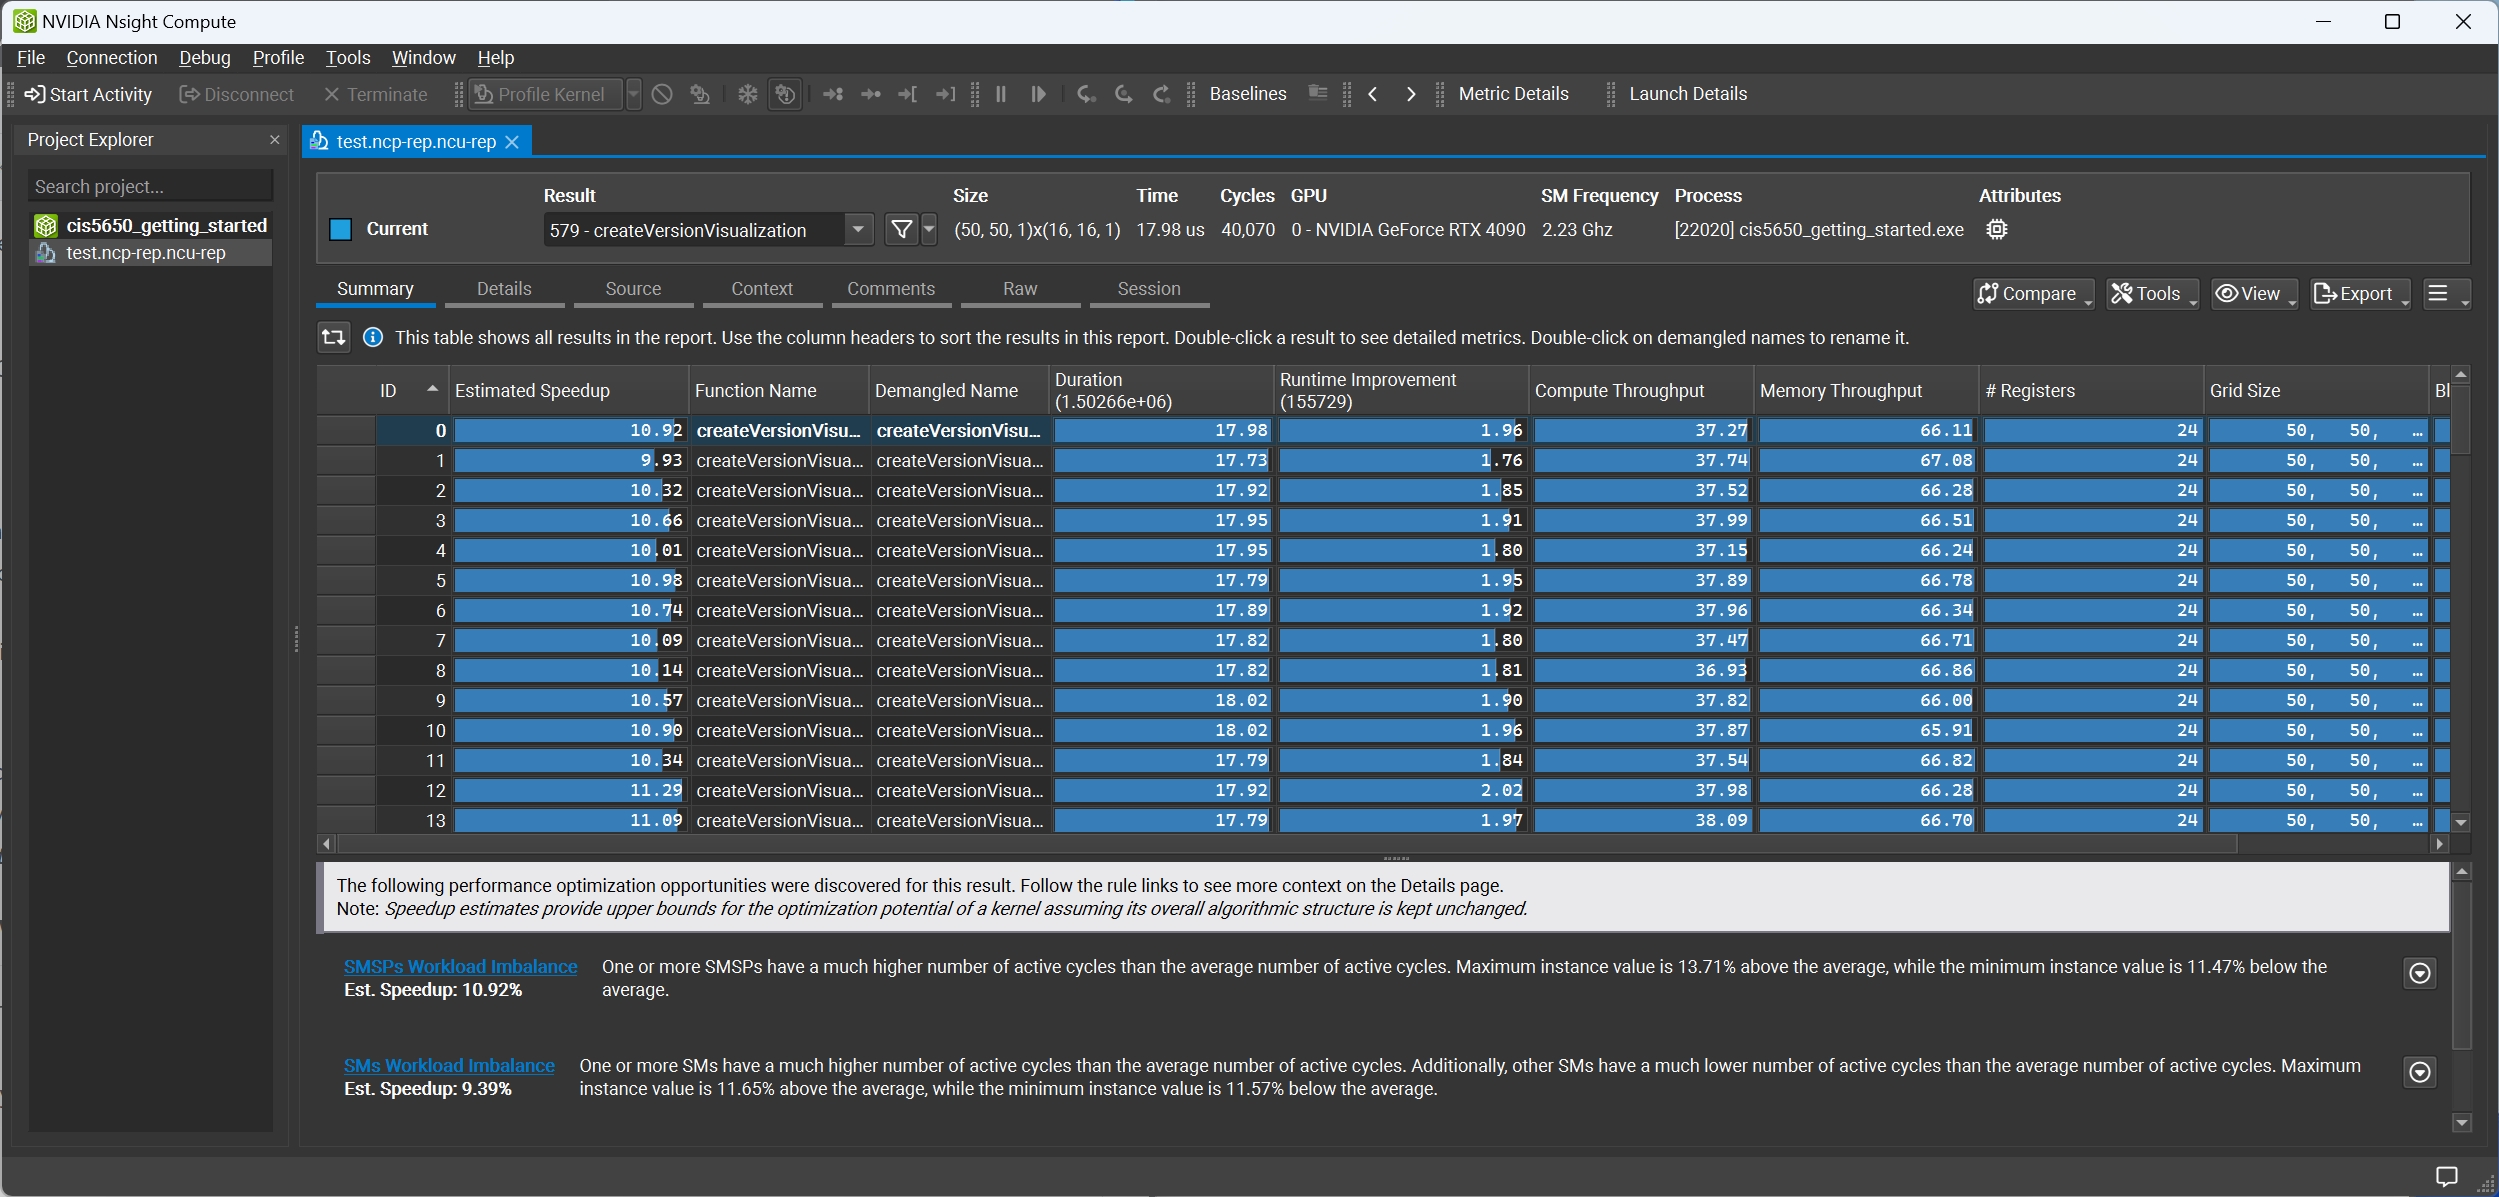 NVIDIA Nsight Compute
File Connection Debug Profile Tools Window Help
Start Activity Disconnect Terminate Profile Kernel Baselines Metric Details Launch Details
Project Explorer
Search project...
cis5650_getting_started
test.ncp-rep.ncu-rep
test.ncp-rep.ncu-rep
Result Size Time Cycles GPU SM Frequency Process Attributes
Current 579 - createVersionVisualization (50, 50, 1)x(16, 16, 1) 17.98 us 40,070 0 - NVIDIA GeForce RTX 4090 2.23 Ghz [22020] cis5650_getting_started.exe
Summary Details Source Context Comments Raw Session Compare Tools View Export
This table shows all results in the report. Use the column headers to sort the results in this report. Double-click a result to see detailed metrics. Double-click on demangled names to rename it.
ID Estimated Speedup Function Name Demangled Name Duration (1.50266e+06) Runtime Improvement (155729) Compute Throughput Memory Throughput # Registers Grid Size Bl
0 10.92 createVersionVisu... createVersionVisu... 17.98 1.96 37.27 66.11 24 50, 50, ...
1 9.93 createVersionVisua... createVersionVisua... 17.73 1.76 37.74 67.08 24 50, 50, ...
2 10.32 createVersionVisua... createVersionVisua... 17.92 1.85 37.52 66.28 24 50, 50, ...
3 10.66 createVersionVisua... createVersionVisua... 17.95 1.91 37.99 66.51 24 50, 50, ...
4 10.01 createVersionVisua... createVersionVisua... 17.95 1.80 37.15 66.24 24 50, 50, ...
5 10.98 createVersionVisua... createVersionVisua... 17.79 1.95 37.89 66.78 24 50, 50, ...
6 10.74 createVersionVisua... createVersionVisua... 17.89 1.92 37.96 66.34 24 50, 50, ...
7 10.09 createVersionVisua... createVersionVisua... 17.82 1.80 37.47 66.71 24 50, 50, ...
8 10.14 createVersionVisua... createVersionVisua... 17.82 1.81 36.93 66.86 24 50, 50, ...
9 10.57 createVersionVisua... createVersionVisua... 18.02 1.90 37.82 66.00 24 50, 50, ...
10 10.90 createVersionVisua... createVersionVisua... 18.02 1.96 37.87 65.91 24 50, 50, ...
11 10.34 createVersionVisua... createVersionVisua... 17.79 1.84 37.54 66.82 24 50, 50, ...
12 11.29 createVersionVisua... createVersionVisua... 17.92 2.02 37.98 66.28 24 50, 50, ...
13 11.09 createVersionVisua... createVersionVisua... 17.79 1.97 38.09 66.70 24 50, 50, ...
The following performance optimization opportunities were discovered for this result. Follow the rule links to see more context on the Details page.
Note: Speedup estimates provide upper bounds for the optimization potential of a kernel assuming its overall algorithmic structure is kept unchanged.
SMSPs Workload Imbalance One or more SMSPs have a much higher number of active cycles than the average number of active cycles. Maximum instance value is 13.71% above the average, while the minimum instance value is 11.47% below the
Est. Speedup: 10.92% average.
SMs Workload Imbalance One or more SMs have a much higher number of active cycles than the average number of active cycles. Additionally, other SMs have a much lower number of active cycles than the average number of active cycles. Maximum
Est. Speedup: 9.39% instance value is 11.65% above the average, while the minimum instance value is 11.57% below the average.